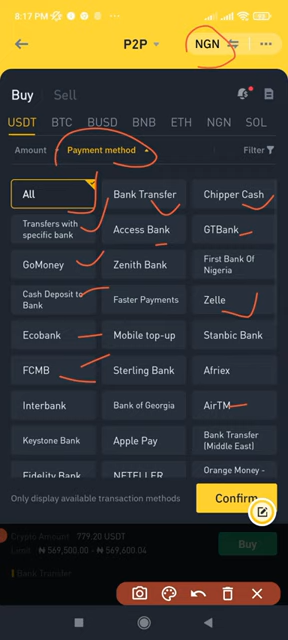 8:17 PM
P2P
NGN
Buy
Sell
USDT
BTC
BUSD
BNB
ETH
NGN
SOL
Amount
Payment method
Filter
All
Bank Transfer
Chipper Cash
Transfers with
specific bank
Access Bank
GTBank
GoMoney
Zenith Bank
First Bank Of
Nigeria
Cash Deposit to
Bank
Faster Payments
Zelle
Ecobank
Mobile top-up
Stanbic Bank
FCMB
Sterling Bank
Afriex
Interbank
Bank of Georgia
AirTM
Keystone Bank
Apple Pay
Bank Transfer
(Middle East)
Fidelity Bank
NETELLER
Orange Money -
Only display available transaction methods
Confirm
Crypto Amount 779.20 USDT
Limit ₦ 569,500.00 - ₦ 569,600.04
Buy
Bank Transfer